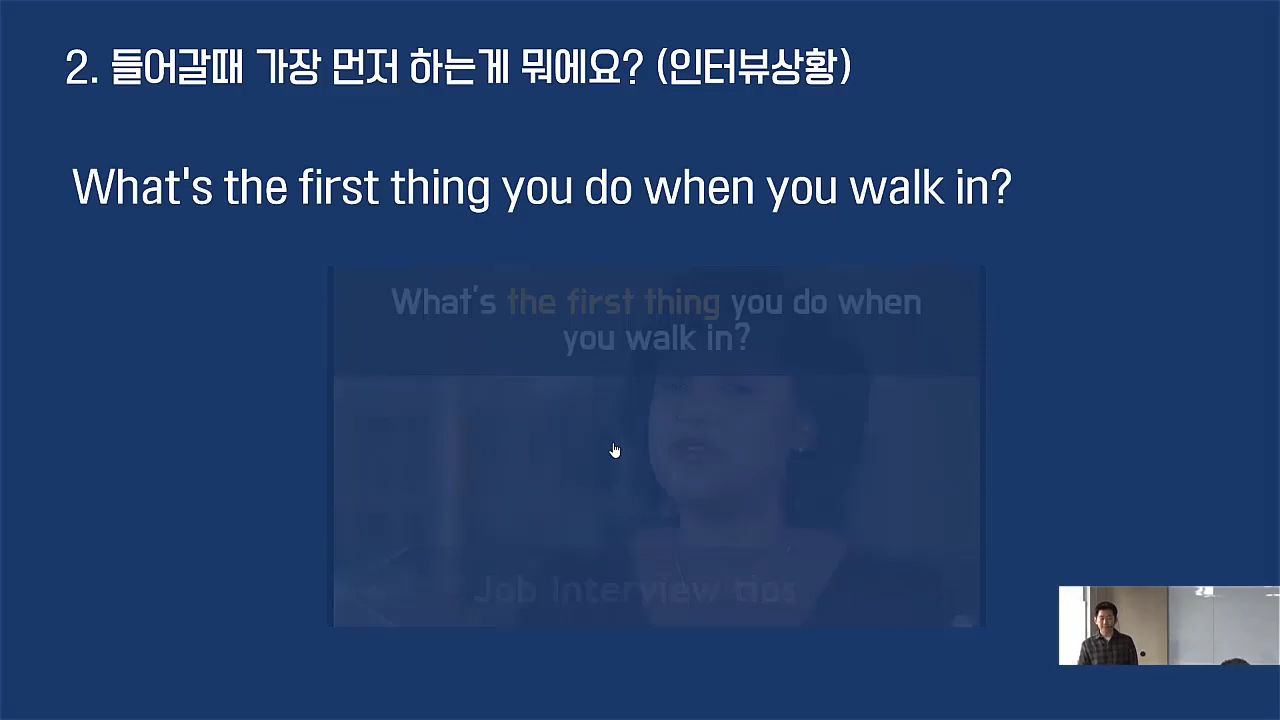 2. 들어갈때 가장 먼저 하는게 뭐에요? (인터뷰상황)
What's the first thing you do when you walk in?
What's the first thing you do when
you walk in?
Job Interview tips